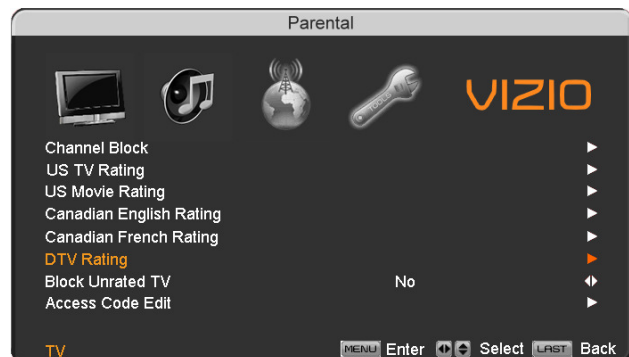 Parental
TOOLS
VIZIO
Channel Block
US TV Rating
US Movie Rating
Canadian English Rating
Canadian French Rating
DTV Rating
Block Unrated TV No
Access Code Edit
TV MENU Enter Select LAST Back